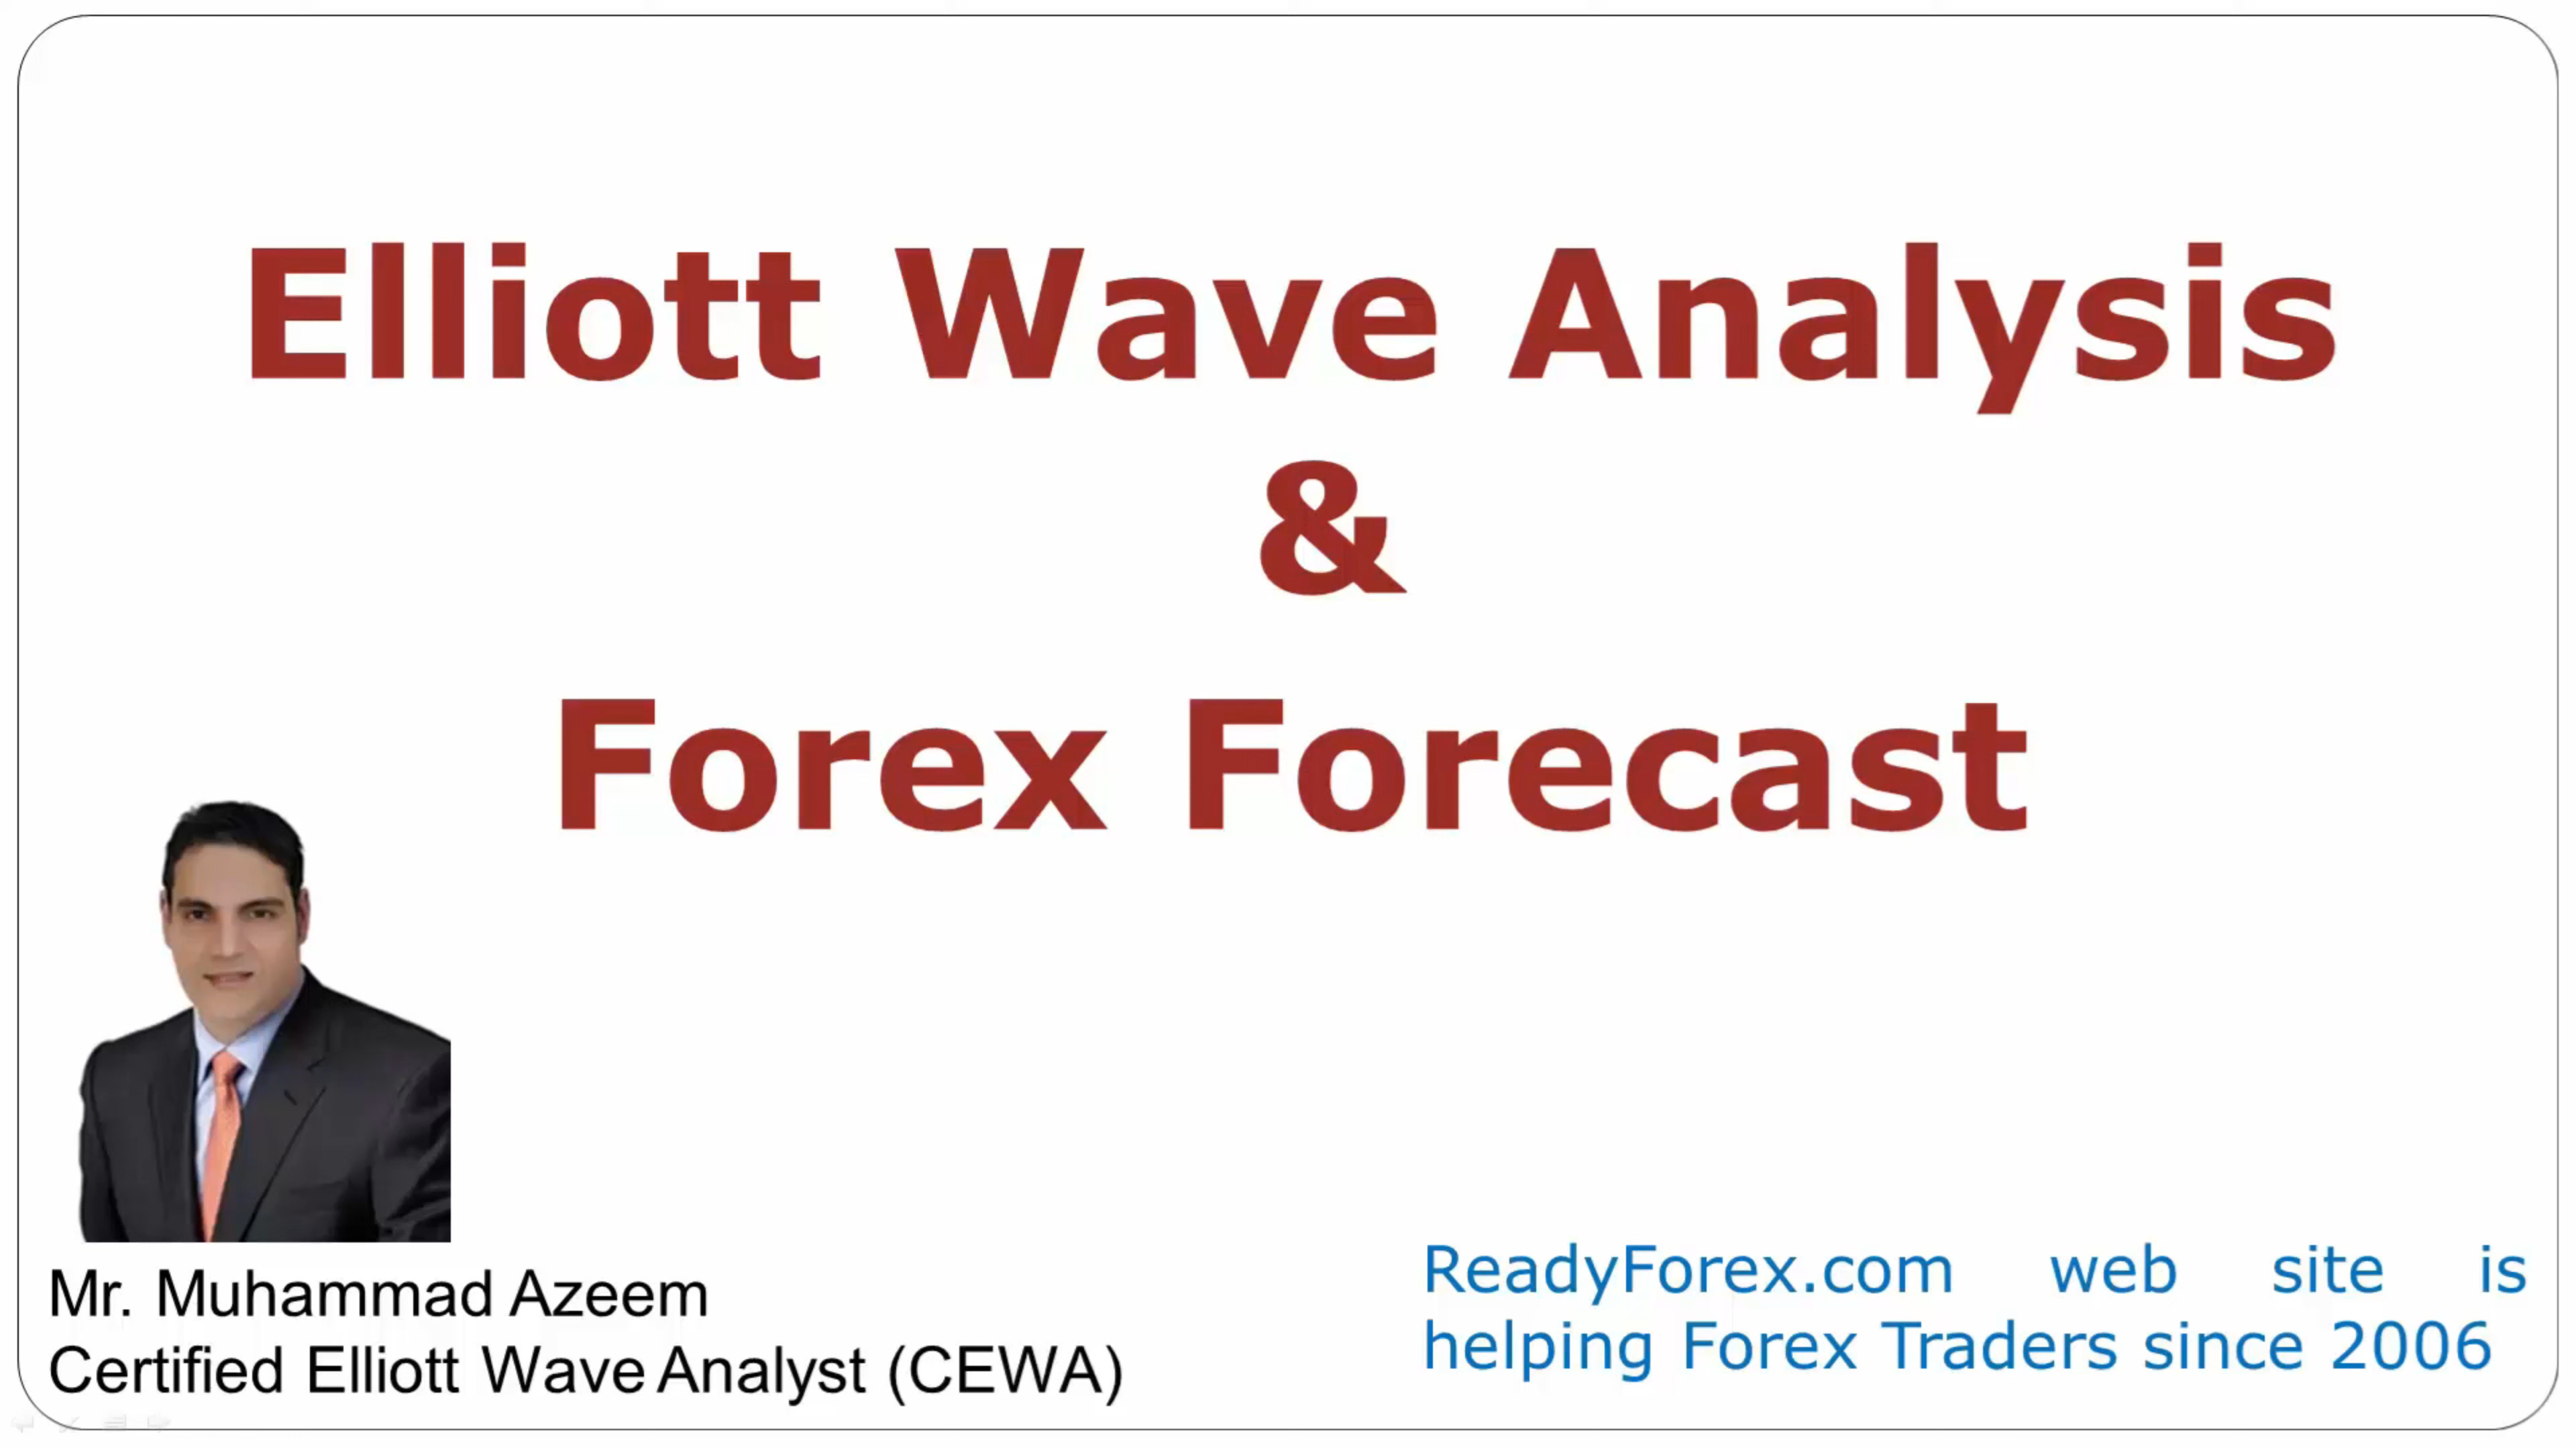 Elliott Wave Analysis
&
Forex Forecast
Mr. Muhammad Azeem
Certified Elliott Wave Analyst (CEWA)
ReadyForex.com web site is
helping Forex Traders since 2006